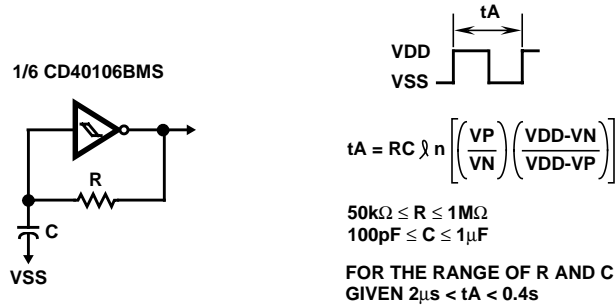 1/6 CD40106BMS
R
C
VSS
tA
VDD
VSS
tA = RC ℓn [(VP/VN) (VDD-VN/VDD-VP)]
50kΩ ≤ R ≤ 1MΩ
100pF ≤ C ≤ 1μF
FOR THE RANGE OF R AND C
GIVEN 2μs < tA < 0.4s